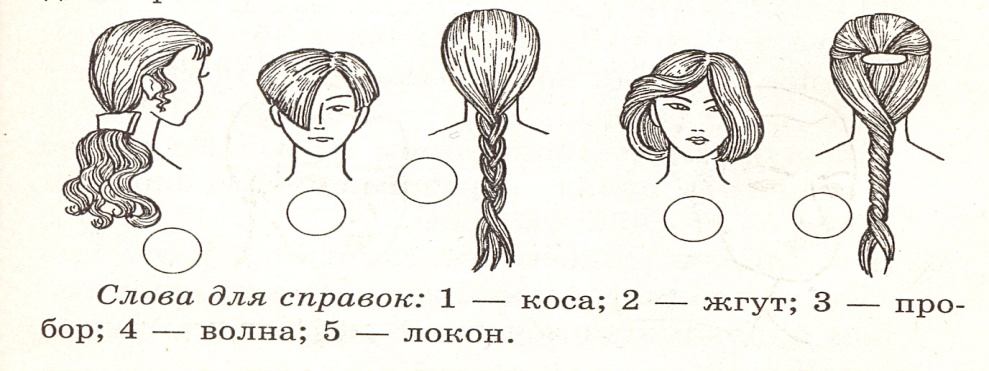 Слова для справок: 1 — коса; 2 — жгут; 3 — про-
бор; 4 — волна; 5 — локон.